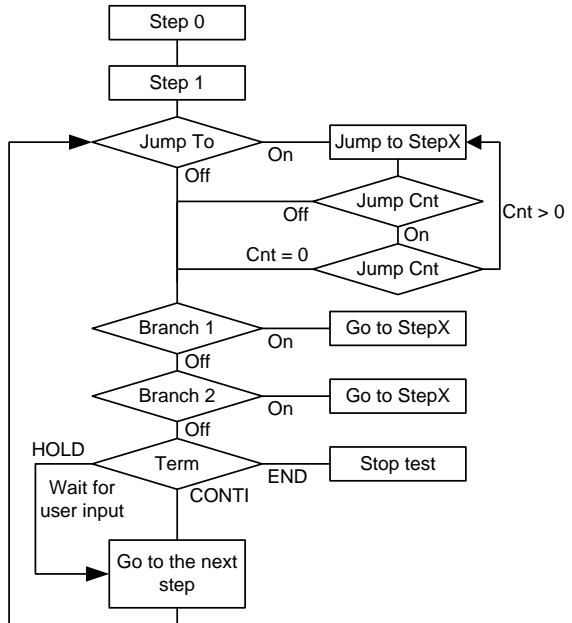 Step 0
Step 1
Jump To
On
Jump to StepX
Off
Jump Cnt
Off
On
Cnt > 0
Cnt = 0
Jump Cnt
Branch 1
On
Go to StepX
Off
Branch 2
On
Go to StepX
Off
HOLD
Term
END
Stop test
Wait for
user input
CONTI
Go to the next
step